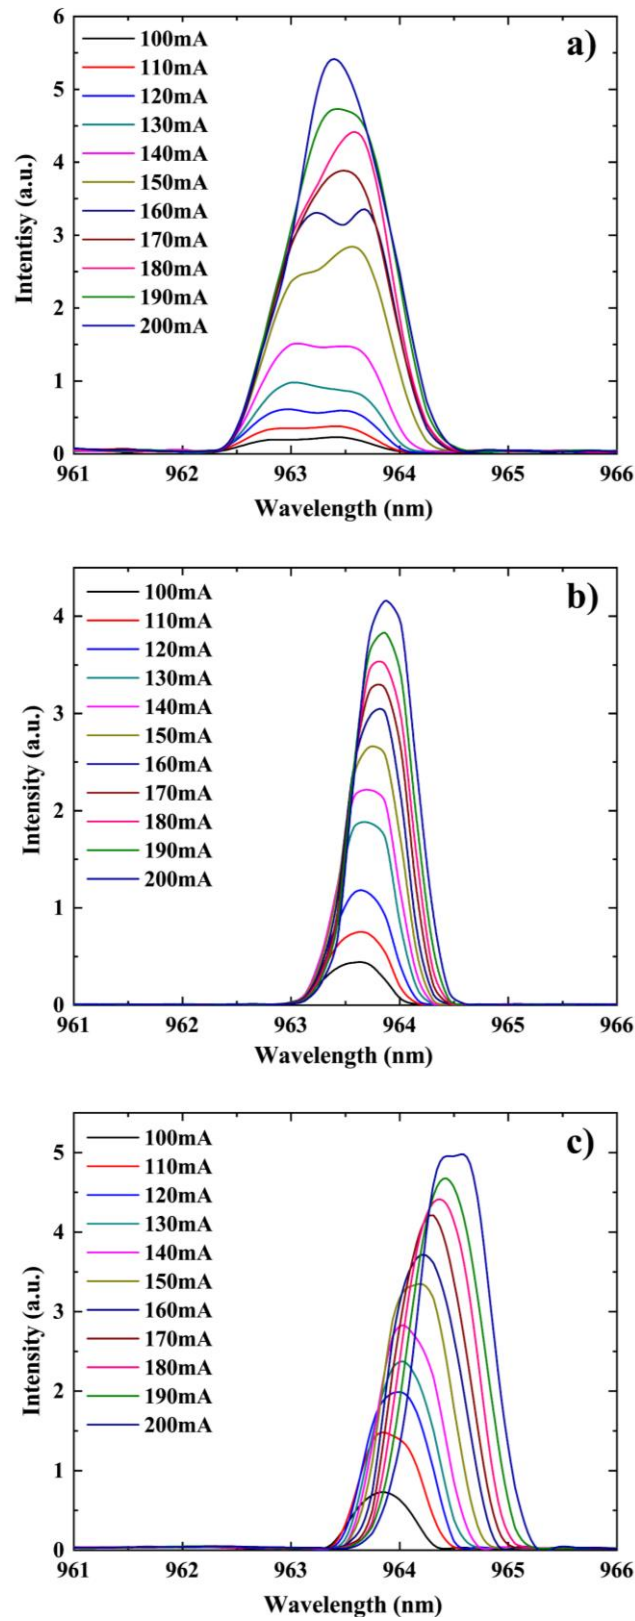 a)
100mA
110mA
120mA
130mA
140mA
150mA
160mA
170mA
180mA
190mA
200mA
6
5
4
3
2
1
0
Intentisy (a.u.)
961 962 963 964 965 966
Wavelength (nm)
b)
100mA
110mA
120mA
130mA
140mA
150mA
160mA
170mA
180mA
190mA
200mA
4
3
2
1
0
Intensity (a.u.)
961 962 963 964 965 966
Wavelength (nm)
c)
100mA
110mA
120mA
130mA
140mA
150mA
160mA
170mA
180mA
190mA
200mA
5
4
3
2
1
0
Intensity (a.u.)
961 962 963 964 965 966
Wavelength (nm)